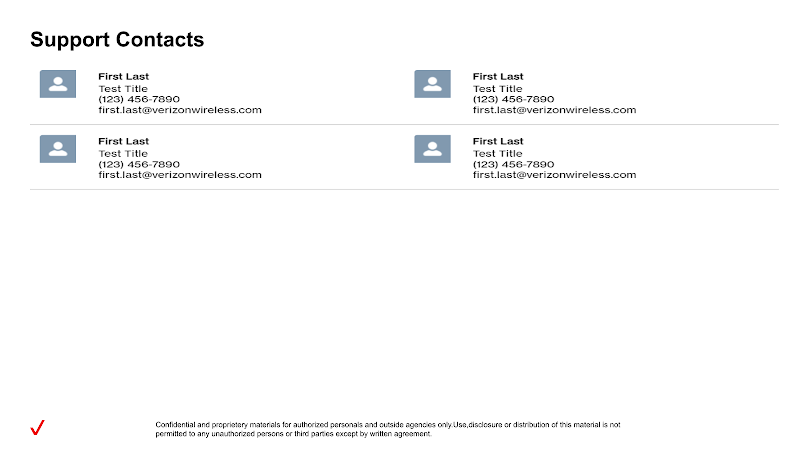 Support Contacts
First Last
Test Title
(123) 456-7890
first.last@verizonwireless.com
First Last
Test Title
(123) 456-7890
first.last@verizonwireless.com
First Last
Test Title
(123) 456-7890
first.last@verizonwireless.com
First Last
Test Title
(123) 456-7890
first.last@verizonwireless.com
Confidential and proprietery materials for authorized personals and outside agencies only.Use,disclosure or distribution of this material is not
permitted to any unauthorized persons or third parties except by written agreement.